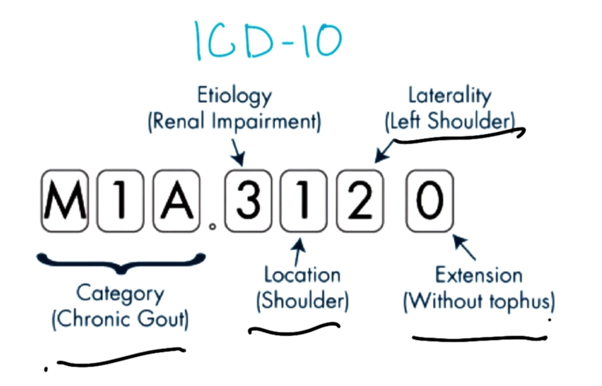 ICD-10
Etiology
(Renal Impairment)
Laterality
(Left Shoulder)
M1A.3120
Category
(Chronic Gout)
Location
(Shoulder)
Extension
(Without tophus)